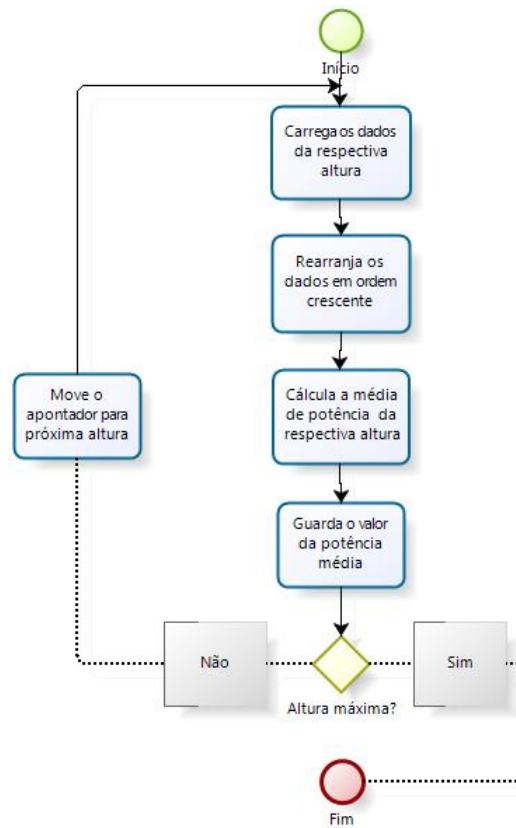 Início
Carrega os dados
da respectiva
altura
Rearranja os
dados em ordem
crescente
Cálcula a média
de potência da
respectiva altura
Guarda o valor
da potência
média
Move o
apontador para
próxima altura
Não
Sim
Altura máxima?
Fim